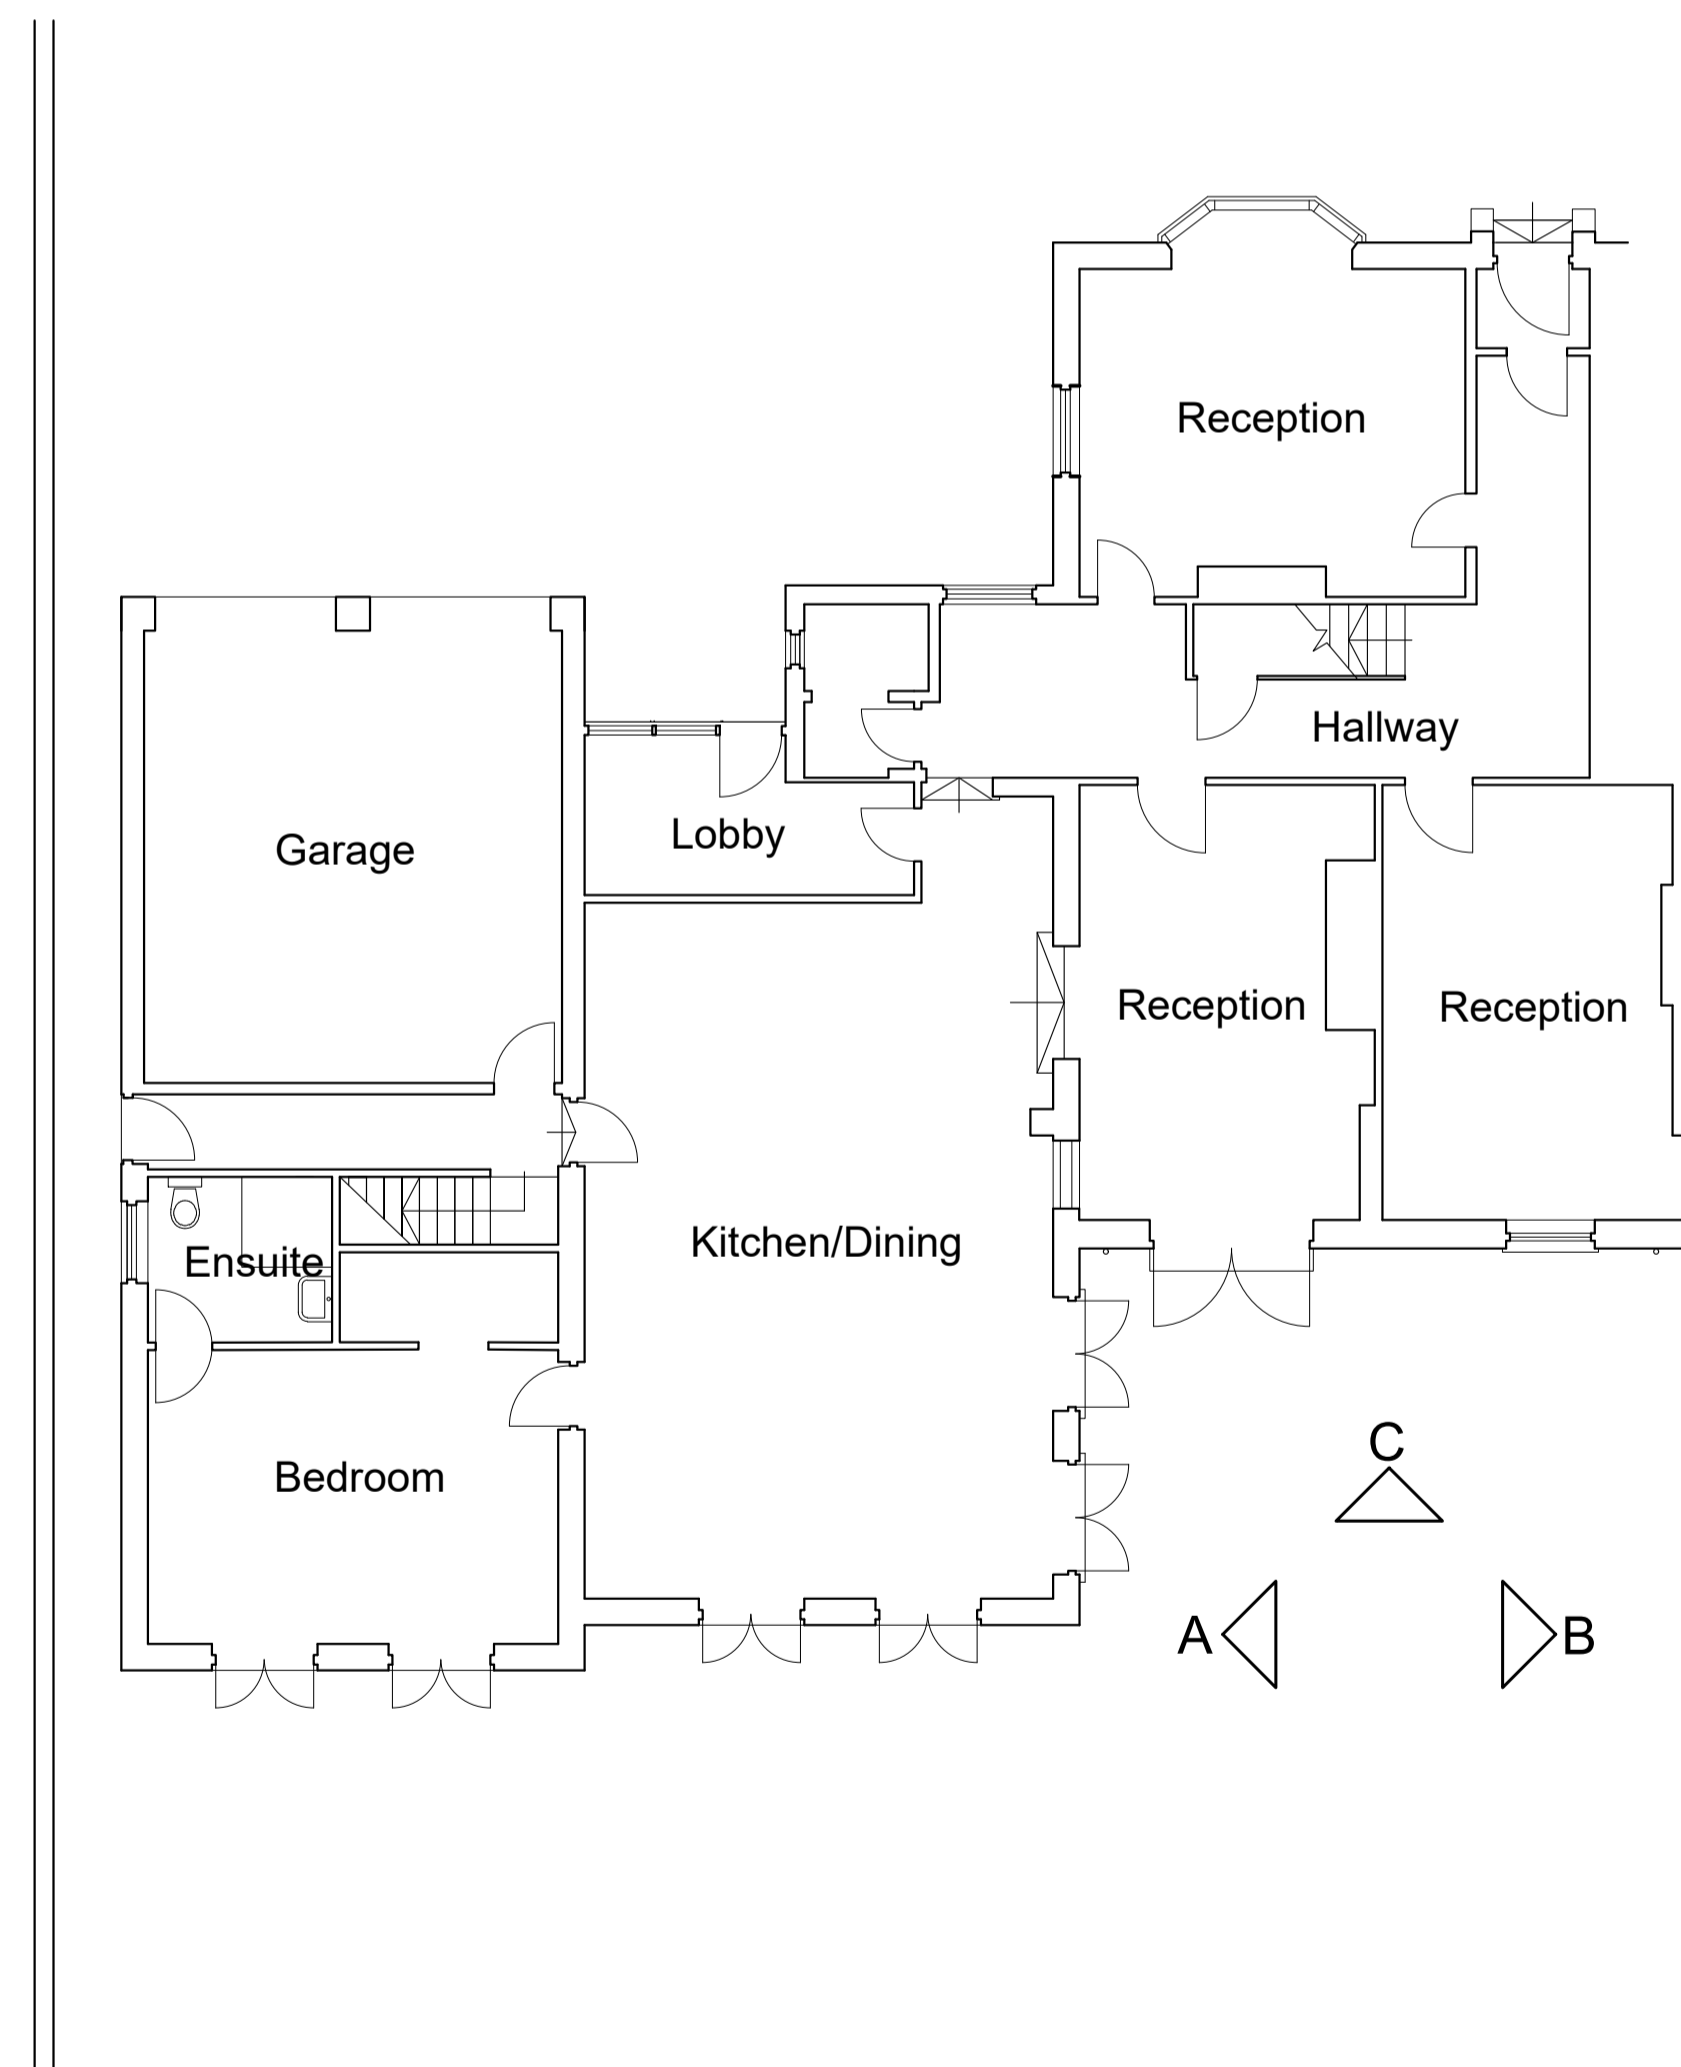 Reception
Hallway
Lobby
Garage
Reception
Reception
Kitchen/Dining
Ensuite
Bedroom
C
A
B